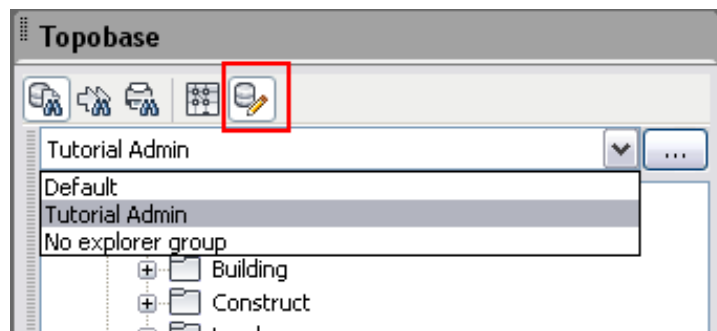 Topobase
Tutorial Admin
...
Default
Tutorial Admin
No explorer group
Building
Construct